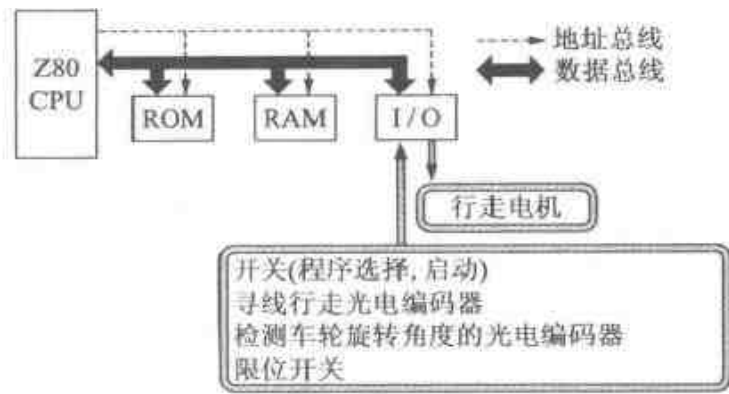 Z80
CPU
ROM
RAM
I/O
地址总线
数据总线
行走电机
开关(程序选择,启动)
寻线行走光电编码器
检测车轮旋转角度的光电编码器
限位开关